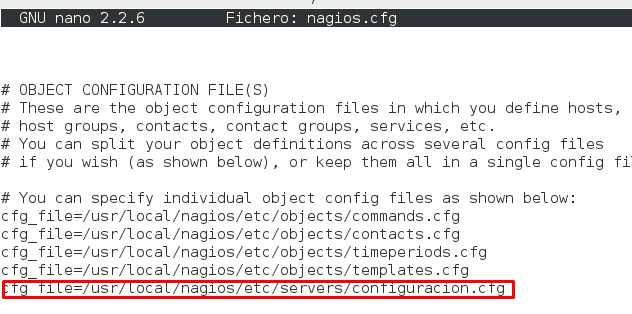 GNU nano 2.2.6 Fichero: nagios.cfg
# OBJECT CONFIGURATION FILE(S)
# These are the object configuration files in which you define hosts,
# host groups, contacts, contact groups, services, etc.
# You can split your object definitions across several config files
# if you wish (as shown below), or keep them all in a single config fi
# You can specify individual object config files as shown below:
cfg_file=/usr/local/nagios/etc/objects/commands.cfg
cfg_file=/usr/local/nagios/etc/objects/contacts.cfg
cfg_file=/usr/local/nagios/etc/objects/timeperiods.cfg
cfg_file=/usr/local/nagios/etc/objects/templates.cfg
cfg_file=/usr/local/nagios/etc/servers/configuracion.cfg